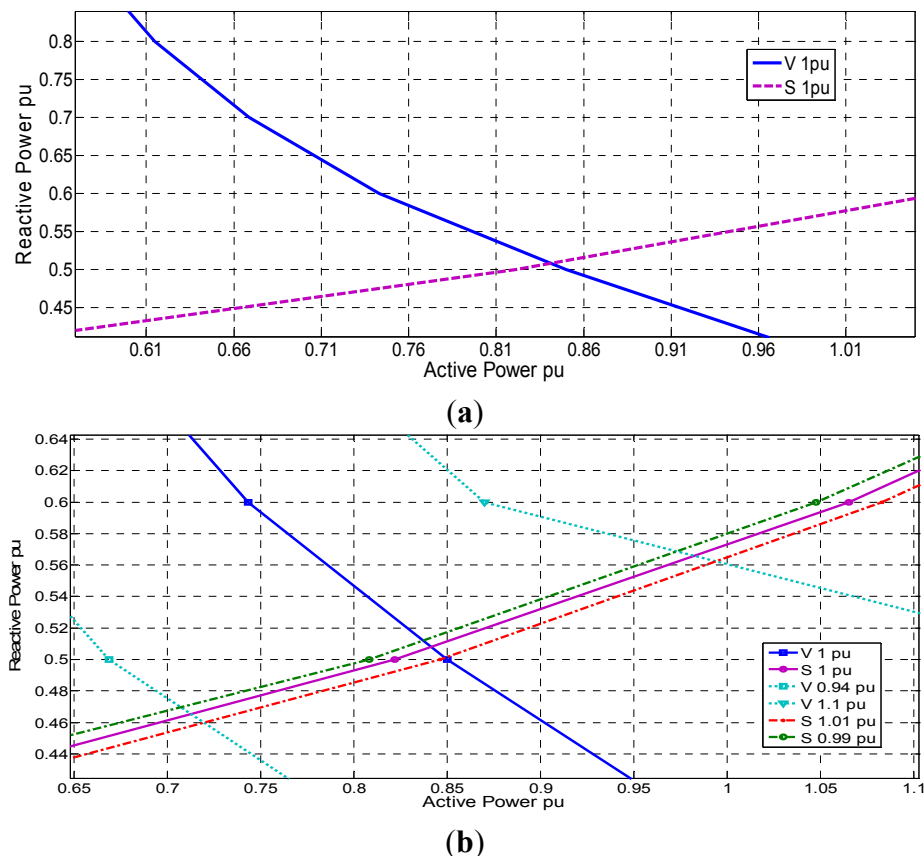 0.8
0.75
0.7
0.65
0.6
0.55
0.5
0.45
Reactive Power pu
V 1pu
S 1pu
0.61 0.66 0.71 0.76 0.81 0.86 0.91 0.96 1.01
Active Power pu
(a)
0.64
0.62
0.6
0.58
0.56
0.54
0.52
0.5
0.48
0.46
0.44
Reactive Power pu
V 1 pu
S 1 pu
V 0.94 pu
V 1.1 pu
S 1.01 pu
S 0.99 pu
0.65 0.7 0.75 0.8 0.85 0.9 0.95 1 1.05 1.1
Active Power pu
(b)